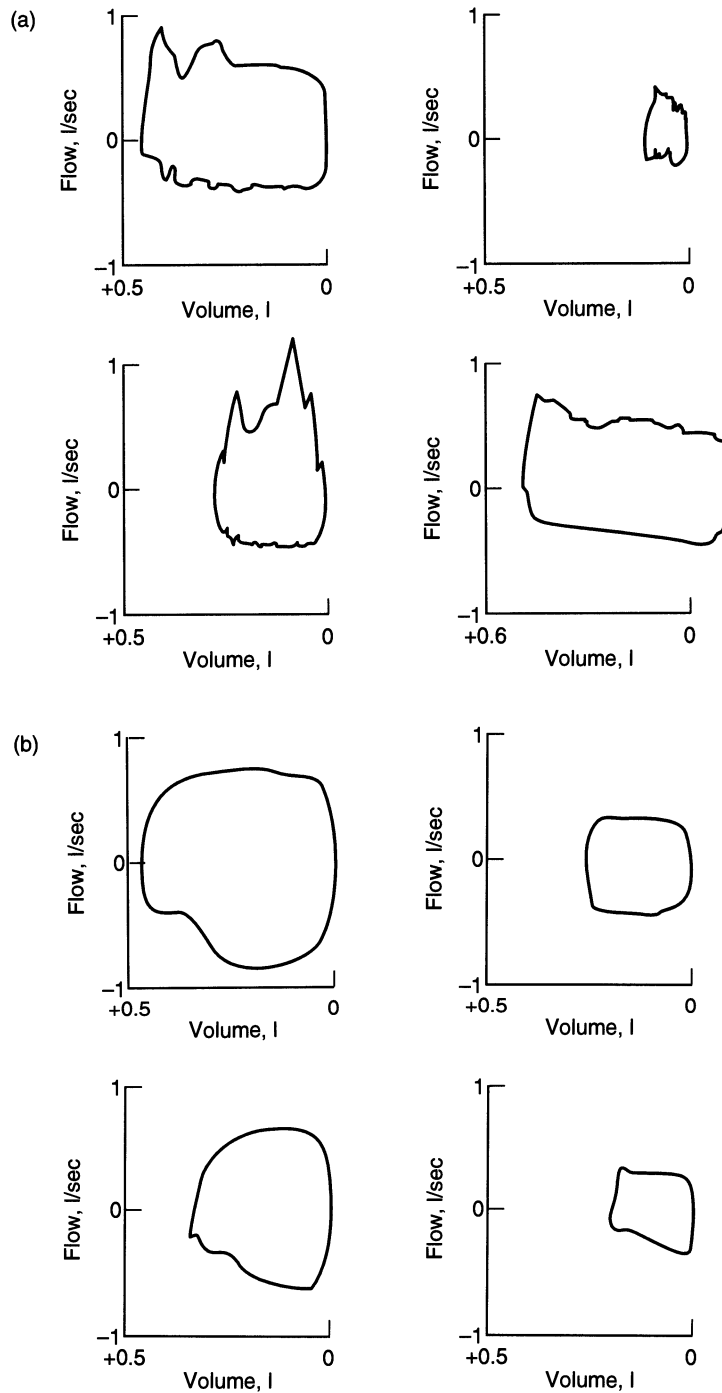 (a)
1
Flow, l/sec
0
−1
+0.5
0
Volume, l
1
Flow, l/sec
0
−1
+0.5
0
Volume, l
1
Flow, l/sec
0
−1
+0.5
0
Volume, l
1
Flow, l/sec
0
−1
+0.6
0
Volume, l
(b)
1
Flow, l/sec
0
−1
+0.5
0
Volume, l
1
Flow, l/sec
0
−1
+0.5
0
Volume, l
1
Flow, l/sec
0
−1
+0.5
0
Volume, l
1
Flow, l/sec
0
−1
+0.5
0
Volume, l